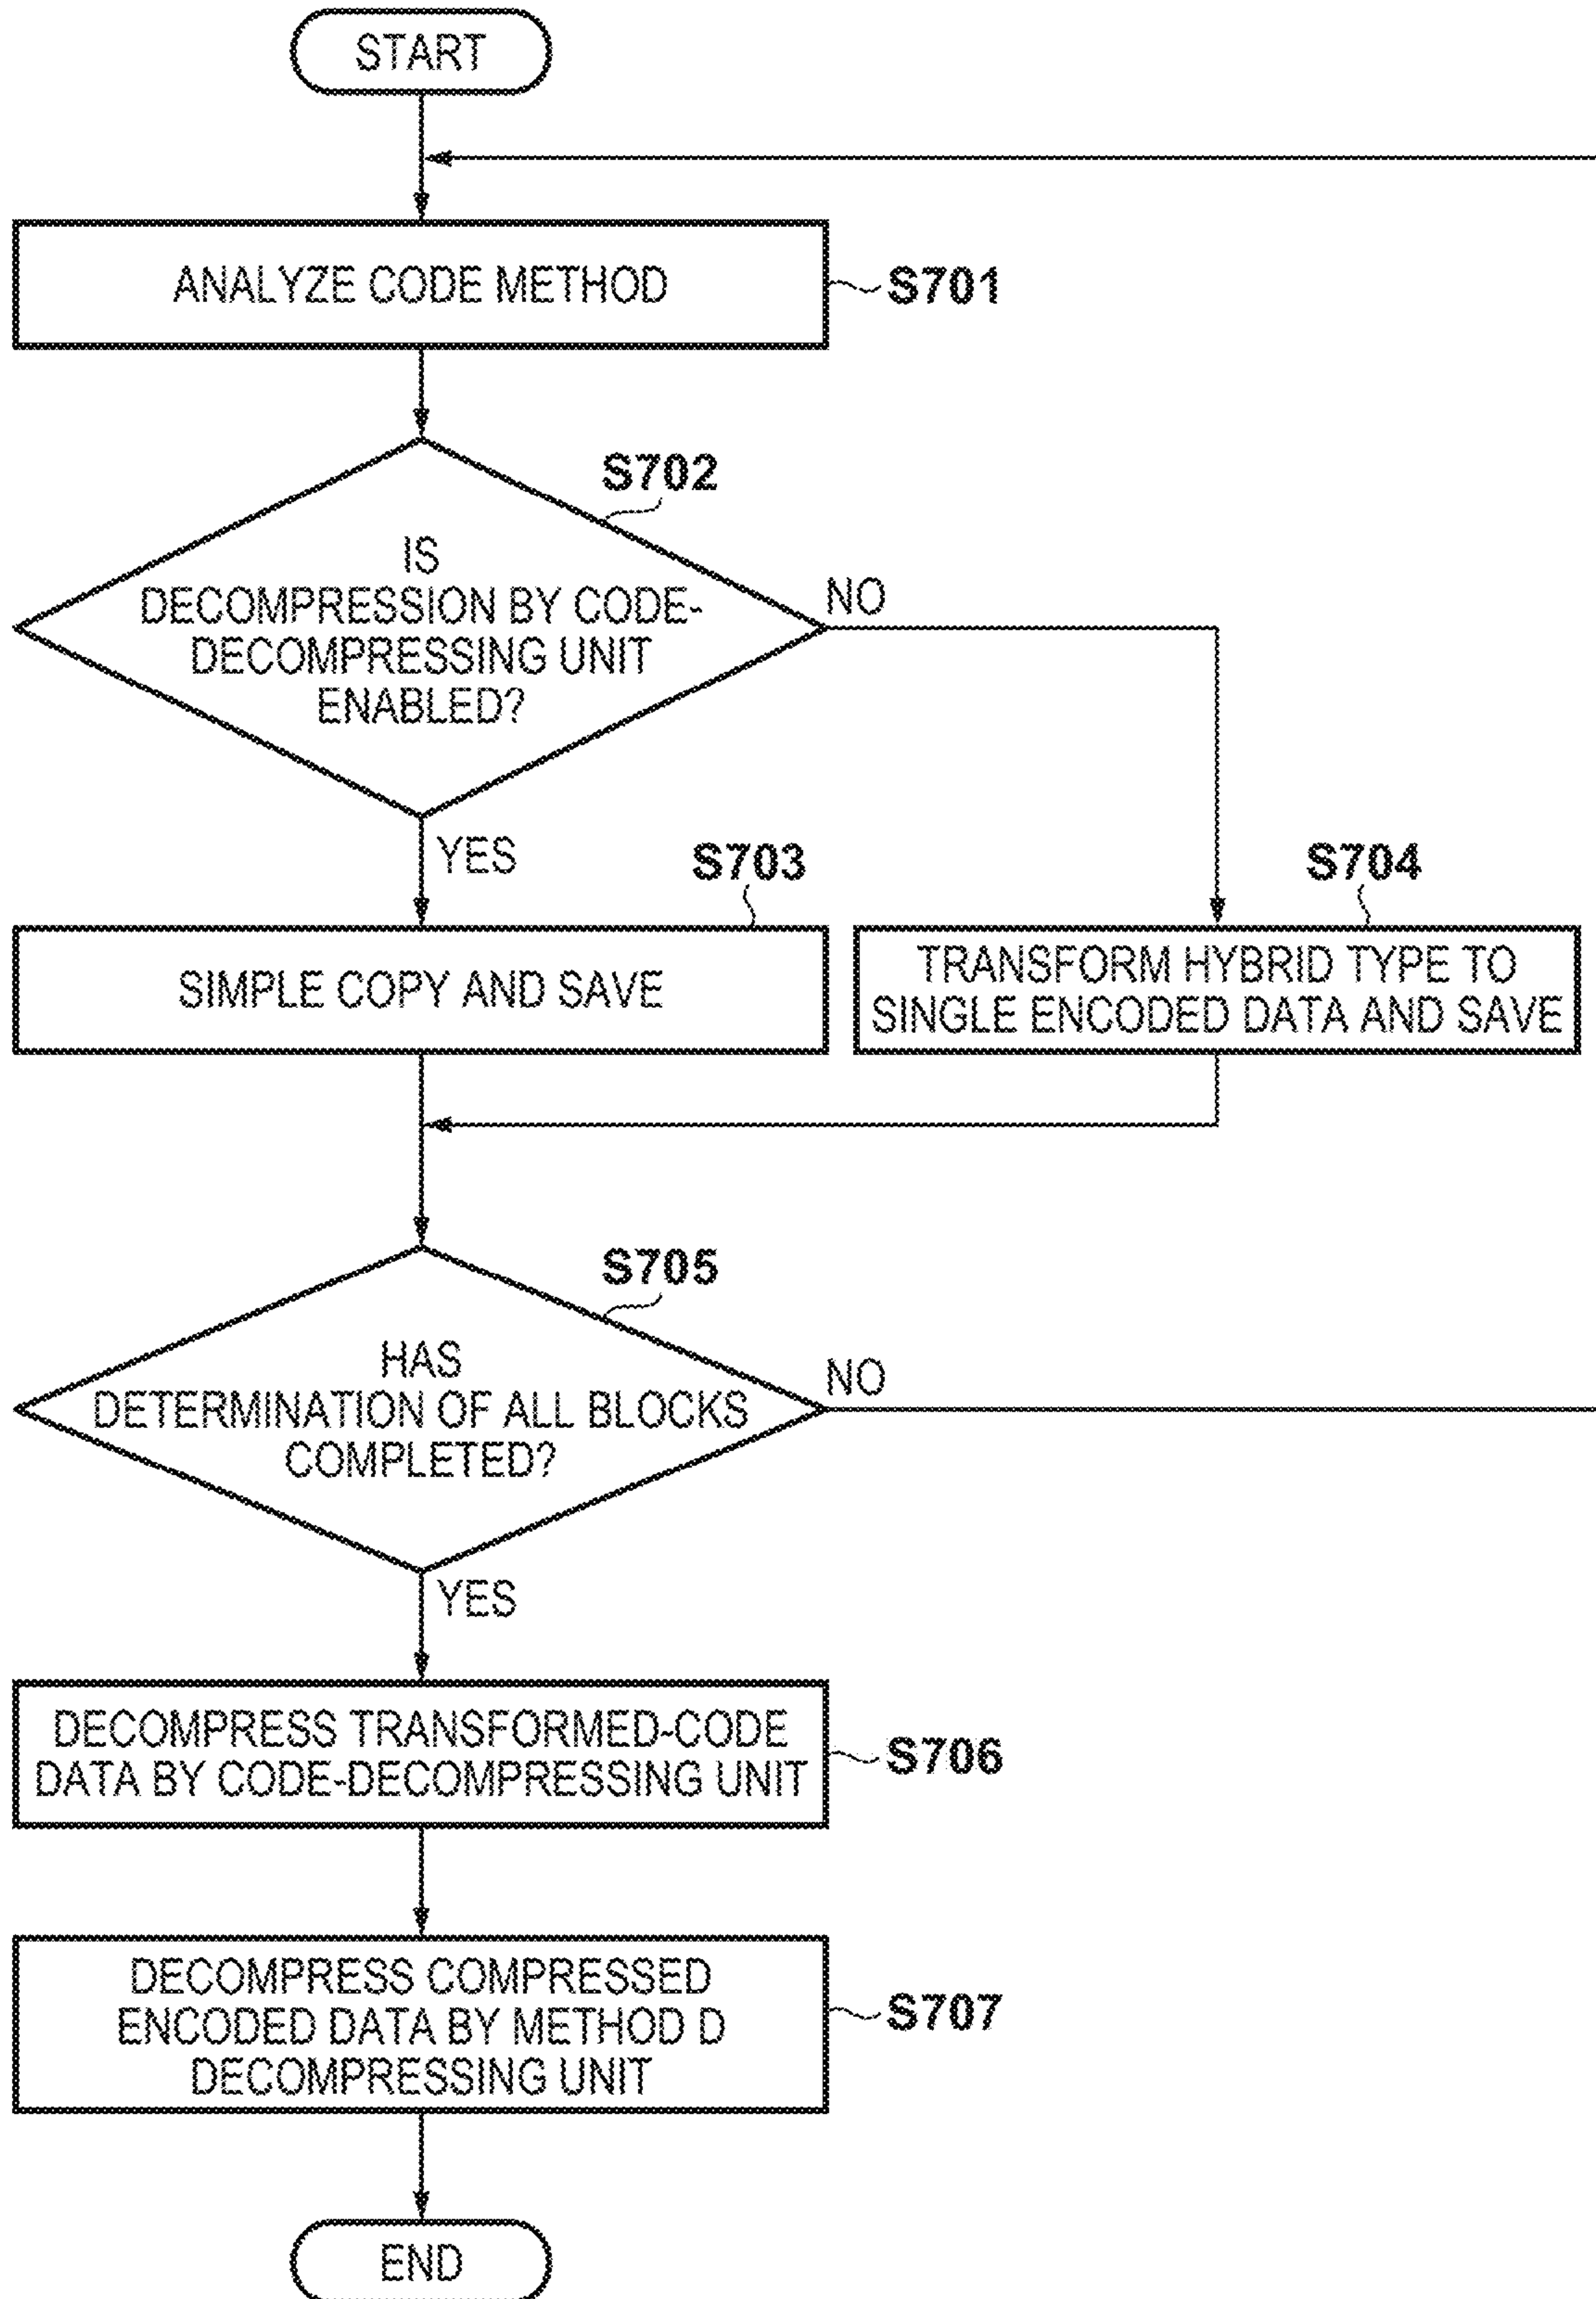 START
ANALYZE CODE METHOD
S701
S702
IS
DECOMPRESSION BY CODE-
DECOMPRESSING UNIT
ENABLED?
NO
YES
S703
SIMPLE COPY AND SAVE
S704
TRANSFORM HYBRID TYPE TO
SINGLE ENCODED DATA AND SAVE
S705
HAS
DETERMINATION OF ALL BLOCKS
COMPLETED?
NO
YES
DECOMPRESS TRANSFORMED-CODE
DATA BY CODE-DECOMPRESSING UNIT
S706
DECOMPRESS COMPRESSED
ENCODED DATA BY METHOD D
DECOMPRESSING UNIT
S707
END